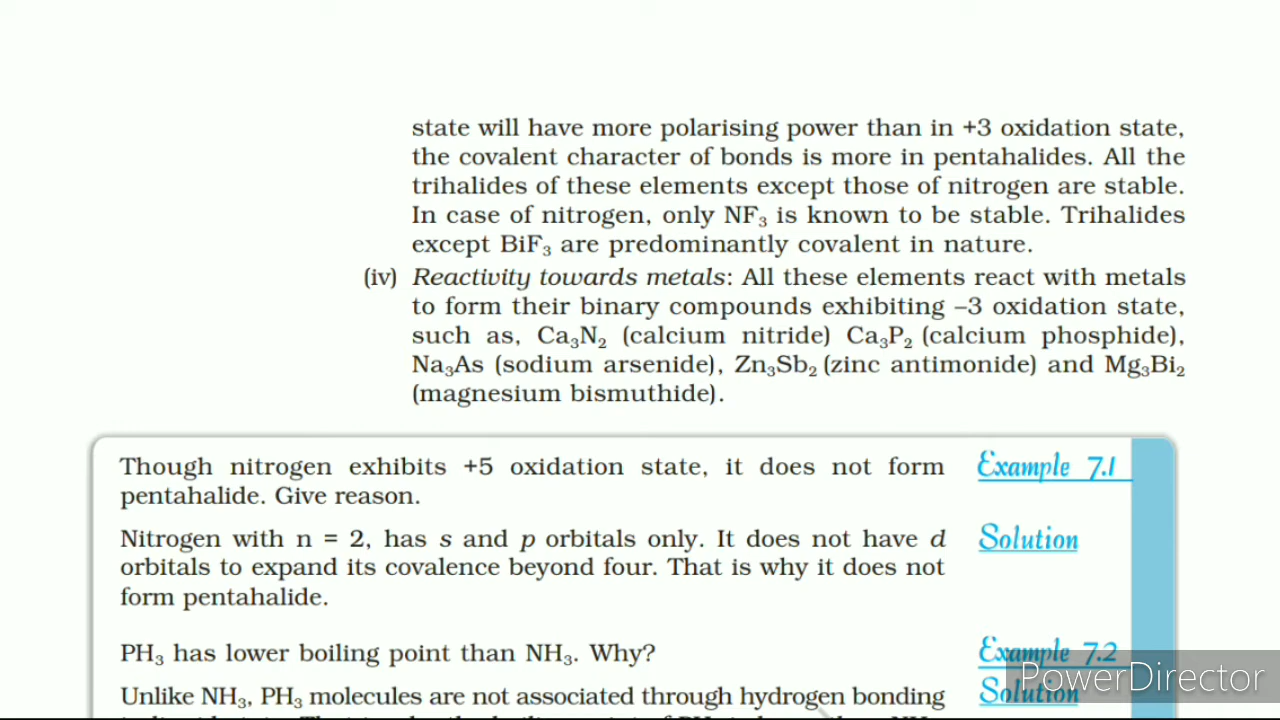 state will have more polarising power than in +3 oxidation state,
the covalent character of bonds is more in pentahalides. All the
trihalides of these elements except those of nitrogen are stable.
In case of nitrogen, only NF₃ is known to be stable. Trihalides
except BiF₃ are predominantly covalent in nature.
(iv) Reactivity towards metals: All these elements react with metals
to form their binary compounds exhibiting –3 oxidation state,
such as, Ca₃N₂ (calcium nitride) Ca₃P₂ (calcium phosphide),
Na₃As (sodium arsenide), Zn₃Sb₂ (zinc antimonide) and Mg₃Bi₂
(magnesium bismuthide).
Though nitrogen exhibits +5 oxidation state, it does not form Example 7.1
pentahalide. Give reason.
Nitrogen with n = 2, has s and p orbitals only. It does not have d Solution
orbitals to expand its covalence beyond four. That is why it does not
form pentahalide.
PH₃ has lower boiling point than NH₃. Why? Example 7.2
Unlike NH₃, PH₃ molecules are not associated through hydrogen bonding Solution
PowerDirector